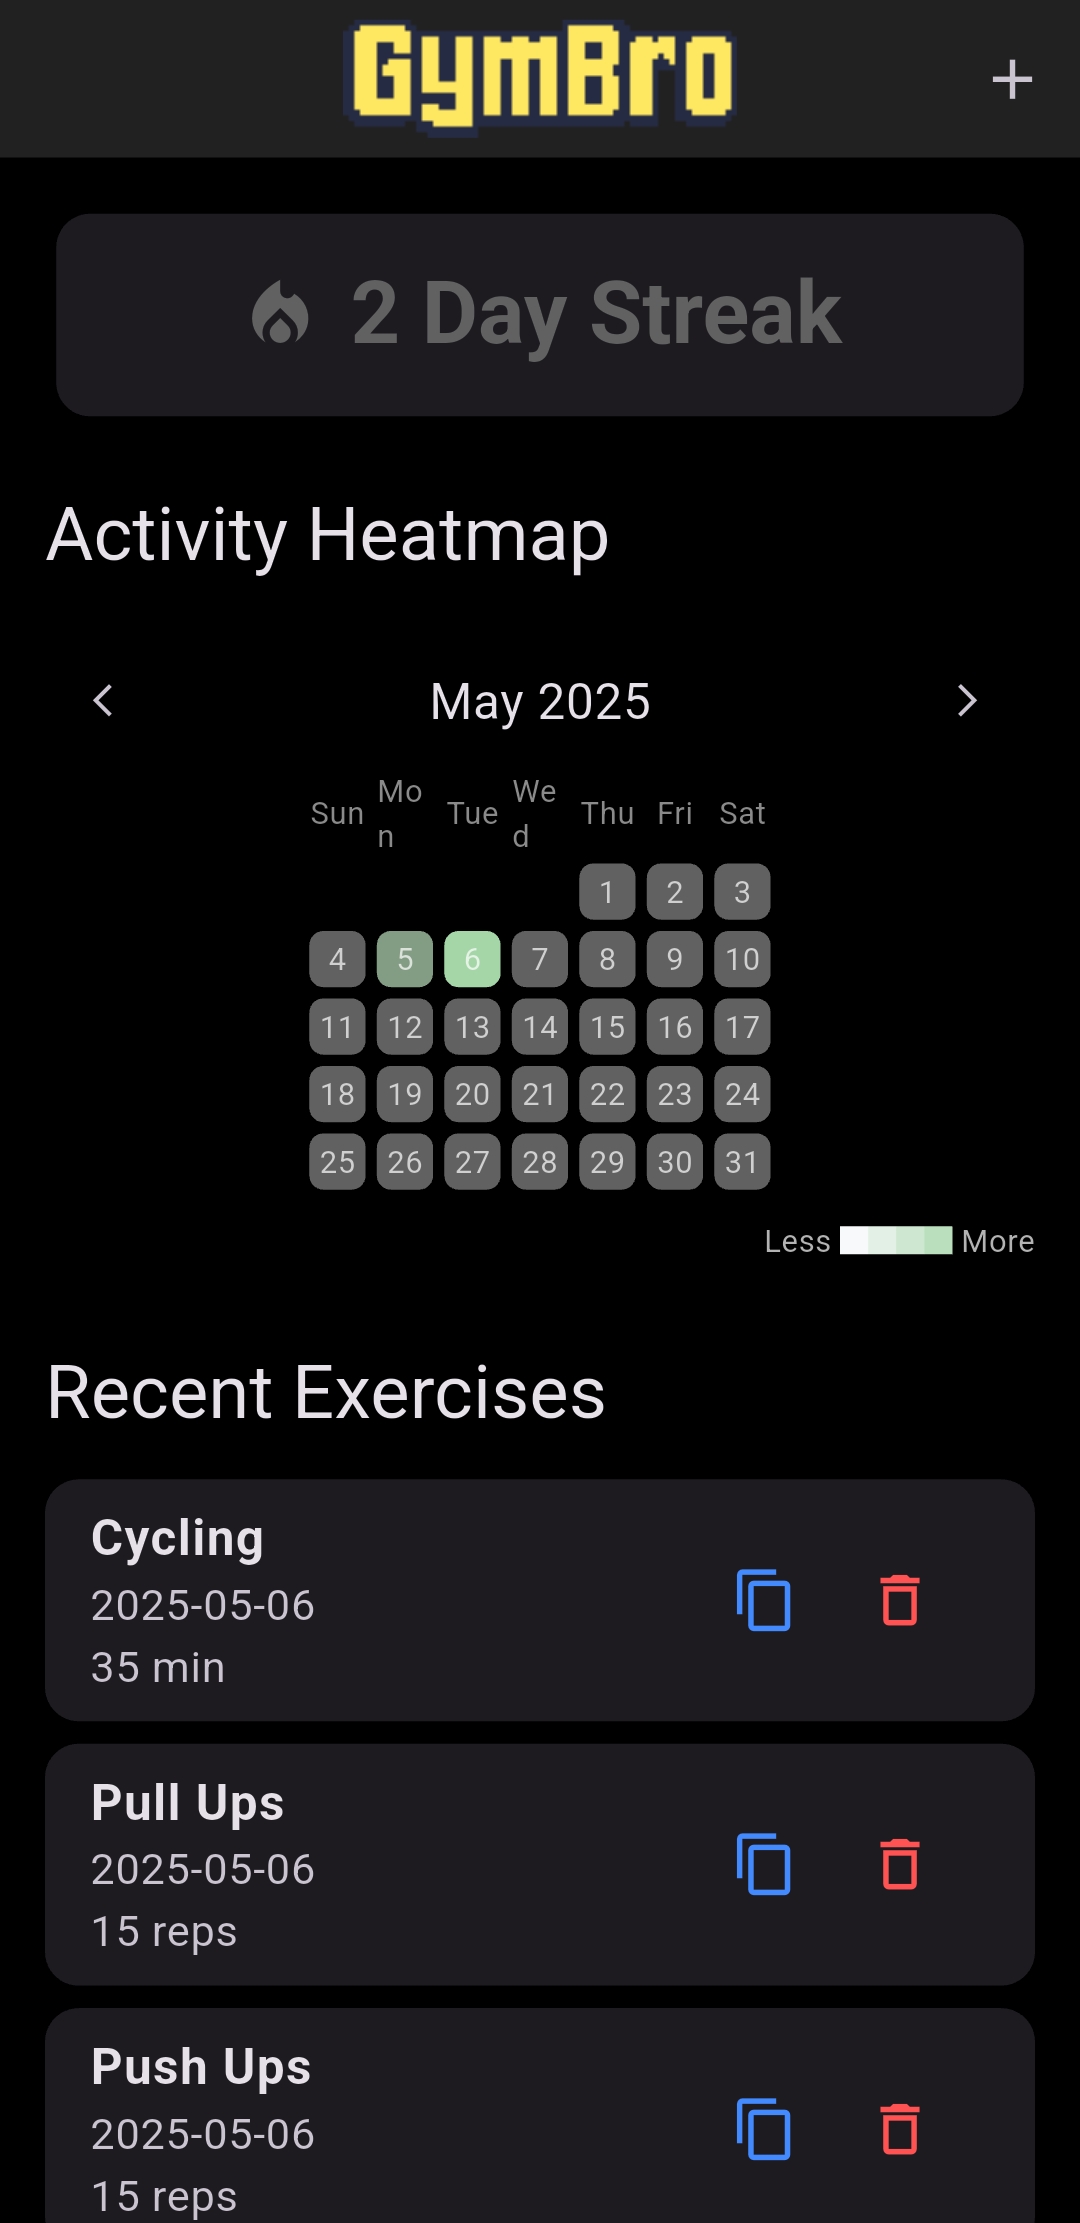 GymBro
2 Day Streak
Activity Heatmap
May 2025
Sun Mon Tue Wed Thu Fri Sat
1 2 3
4 5 6 7 8 9 10
11 12 13 14 15 16 17
18 19 20 21 22 23 24
25 26 27 28 29 30 31
Less More
Recent Exercises
Cycling
2025-05-06
35 min
Pull Ups
2025-05-06
15 reps
Push Ups
2025-05-06
15 reps